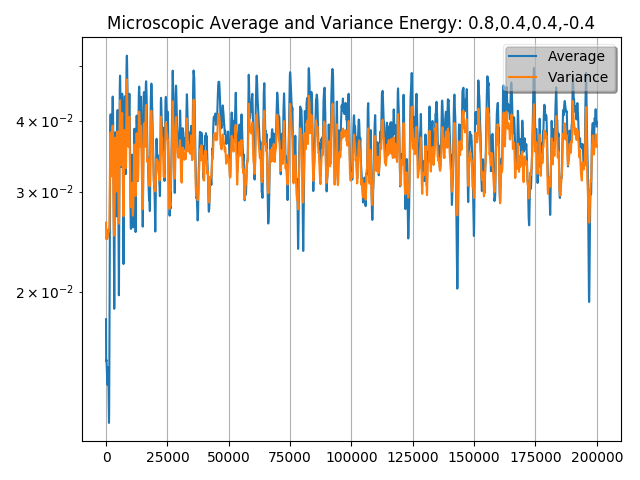 Microscopic Average and Variance Energy: 0.8,0.4,0.4,-0.4
Average
Variance
4 × 10⁻²
3 × 10⁻²
2 × 10⁻²
0 25000 50000 75000 100000 125000 150000 175000 200000